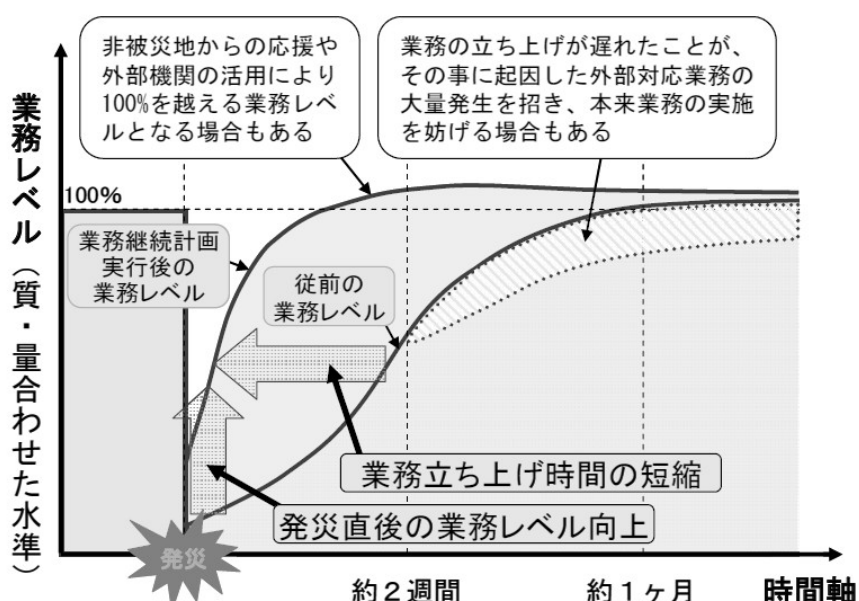 非被災地からの応援や
外部機関の活用により
100%を越える業務レベ
ルとなる場合もある
業務の立ち上げが遅れたことが、
その事に起因した外部対応業務の
大量発生を招き、本来業務の実施
を妨げる場合もある
業務レベル（質・量合わせた水準）
100%
業務継続計画
実行後の
業務レベル
従前の
業務レベル
業務立ち上げ時間の短縮
発災直後の業務レベル向上
発災
約２週間
約１ヶ月
時間軸